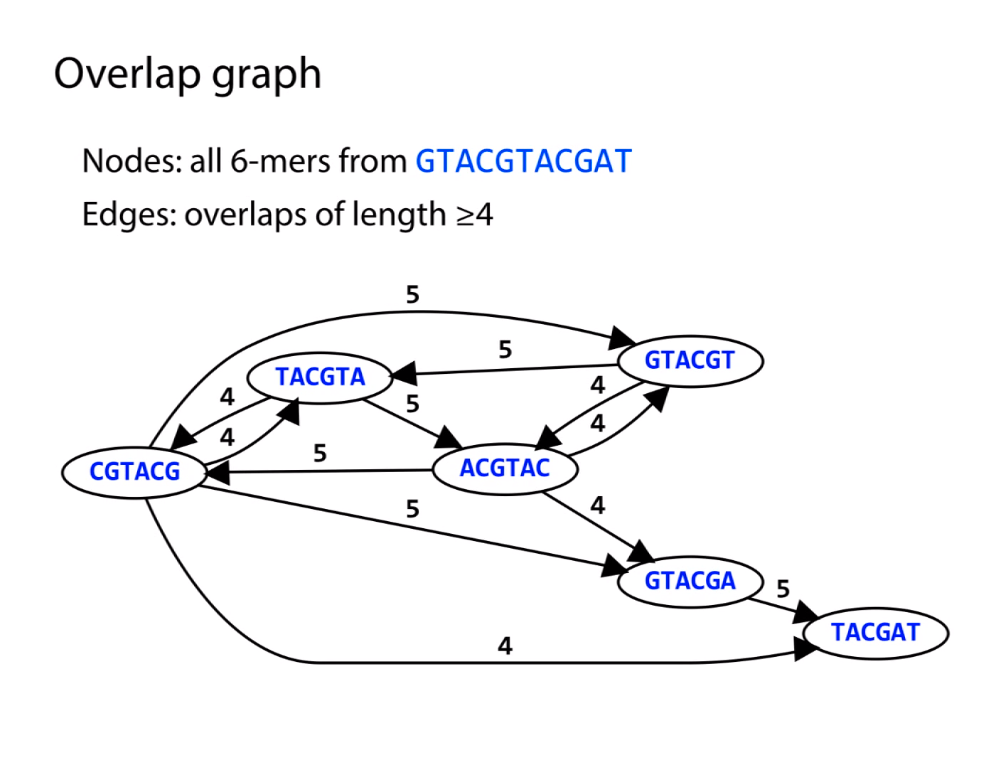 Overlap graph
Nodes: all 6-mers from GTACGTACGAT
Edges: overlaps of length ≥4
5
5
GTACGT
TACGTA
4
4
5
4
4
5
CGTACG
ACGTAC
5
4
GTACGA
5
TACGAT
4